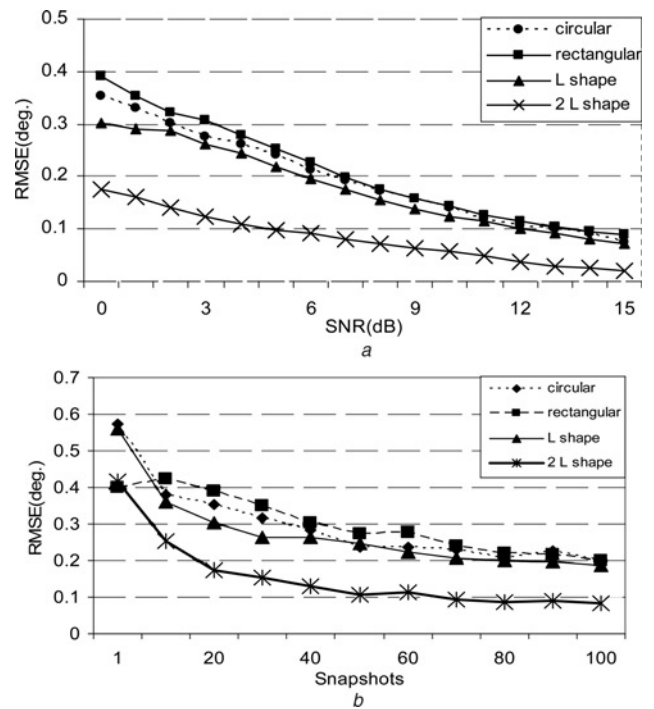 0.5
0.4
0.3
0.2
0.1
0
RMSE(deg.)
circular
rectangular
L shape
2 L shape
0 3 6 9 12 15
SNR(dB)
a
0.7
0.6
0.5
0.4
0.3
0.2
0.1
0
RMSE(deg.)
circular
rectangular
L shape
2 L shape
1 20 40 60 80 100
Snapshots
b